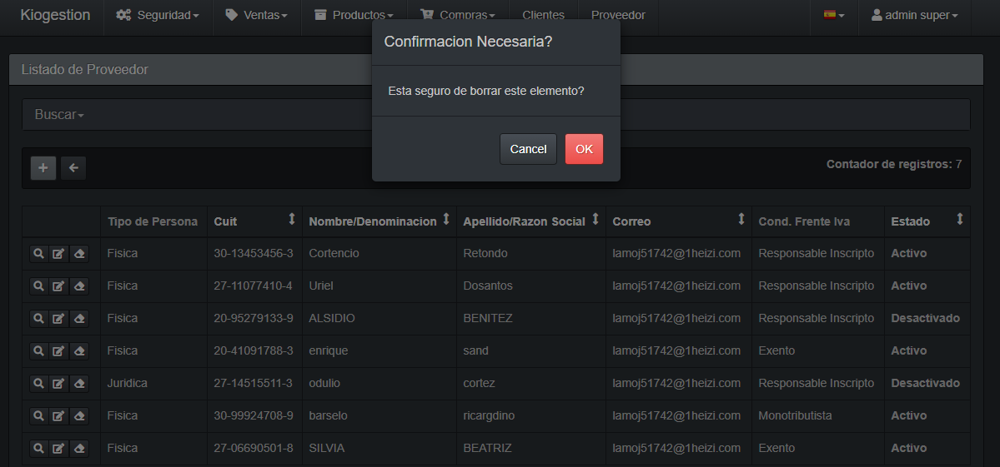 Kiogestion Seguridad Ventas Productos Compras Clientes Proveedor admin super
Confirmacion Necesaria?
Listado de Proveedor
Esta seguro de borrar este elemento?
Buscar
Cancel OK
Contador de registros: 7
Tipo de Persona Cuit Nombre/Denominacion Apellido/Razon Social Correo Cond. Frente Iva Estado
Fisica 30-13453456-3 Cortencio Retondo lamoj51742@1heizi.com Responsable Inscripto Activo
Fisica 27-11077410-4 Uriel Dosantos lamoj51742@1heizi.com Responsable Inscripto Activo
Fisica 20-95279133-9 ALSIDIO BENITEZ lamoj51742@1heizi.com Responsable Inscripto Desactivado
Fisica 20-41091788-3 enrique sand lamoj51742@1heizi.com Exento Activo
Juridica 27-14515511-3 odulio cortez lamoj51742@1heizi.com Responsable Inscripto Desactivado
Fisica 30-99924708-9 barselo ricargdino lamoj51742@1heizi.com Monotributista Activo
Fisica 27-06690501-8 SILVIA BEATRIZ lamoj51742@1heizi.com Exento Activo